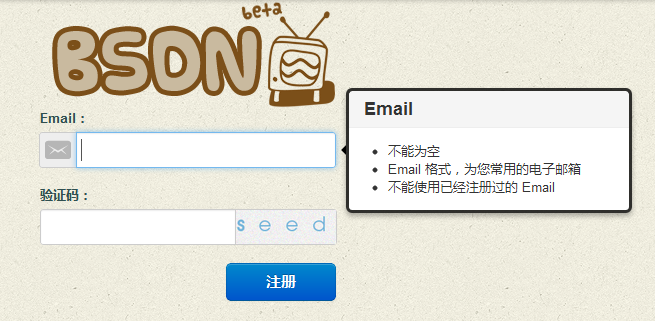 beta
BSDN
Email：
Email
不能为空
Email 格式，为您常用的电子邮箱
不能使用已经注册过的 Email
验证码：
s e e d
注册